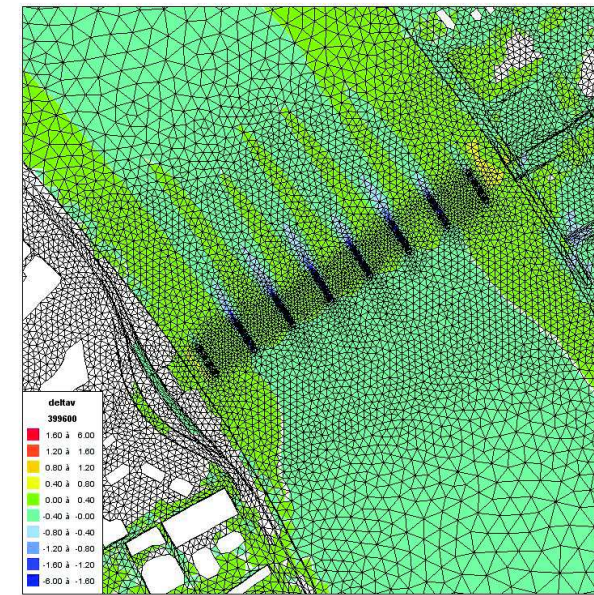 deltav
399600
1.60 à 6.00
1.20 à 1.60
0.80 à 1.20
0.40 à 0.80
0.00 à 0.40
-0.40 à -0.00
-0.80 à -0.40
-1.20 à -0.80
-1.60 à -1.20
-6.00 à -1.60